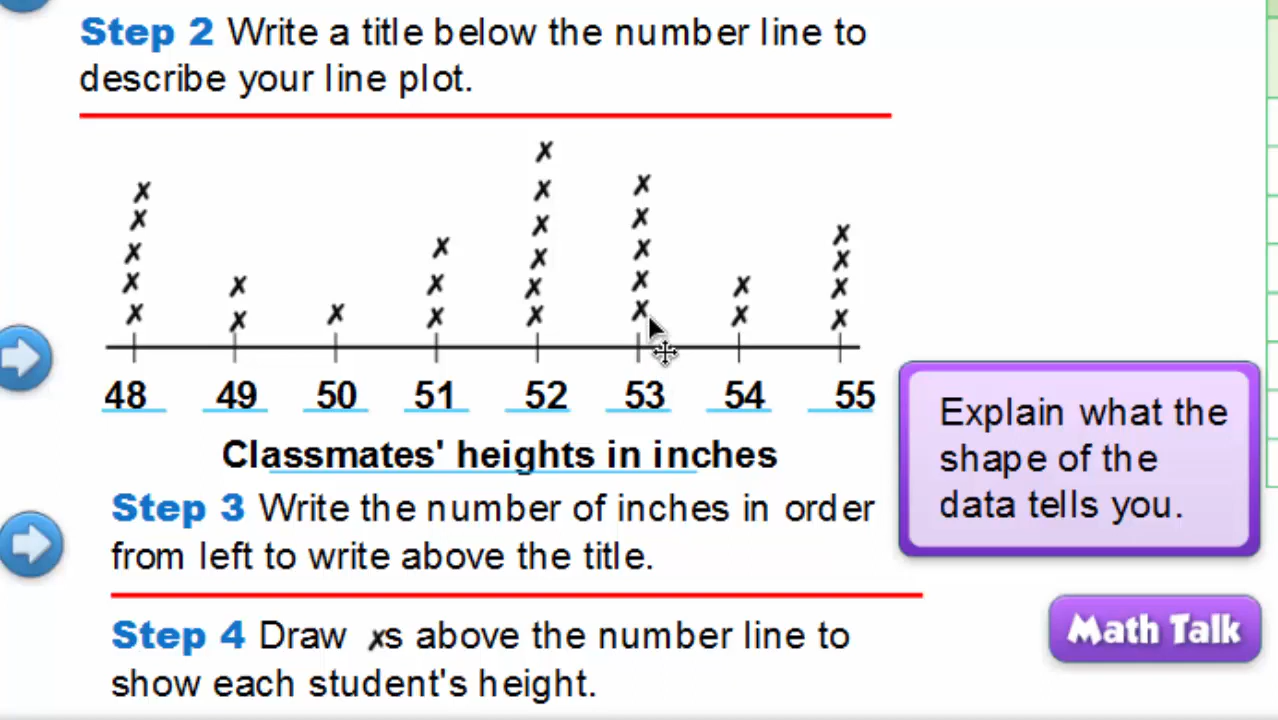 Step 2 Write a title below the number line to
describe your line plot.
48 49 50 51 52 53 54 55
Classmates' heights in inches
Step 3 Write the number of inches in order
from left to write above the title.
Step 4 Draw xs above the number line to
show each student's height.
Explain what the
shape of the
data tells you.
Math Talk